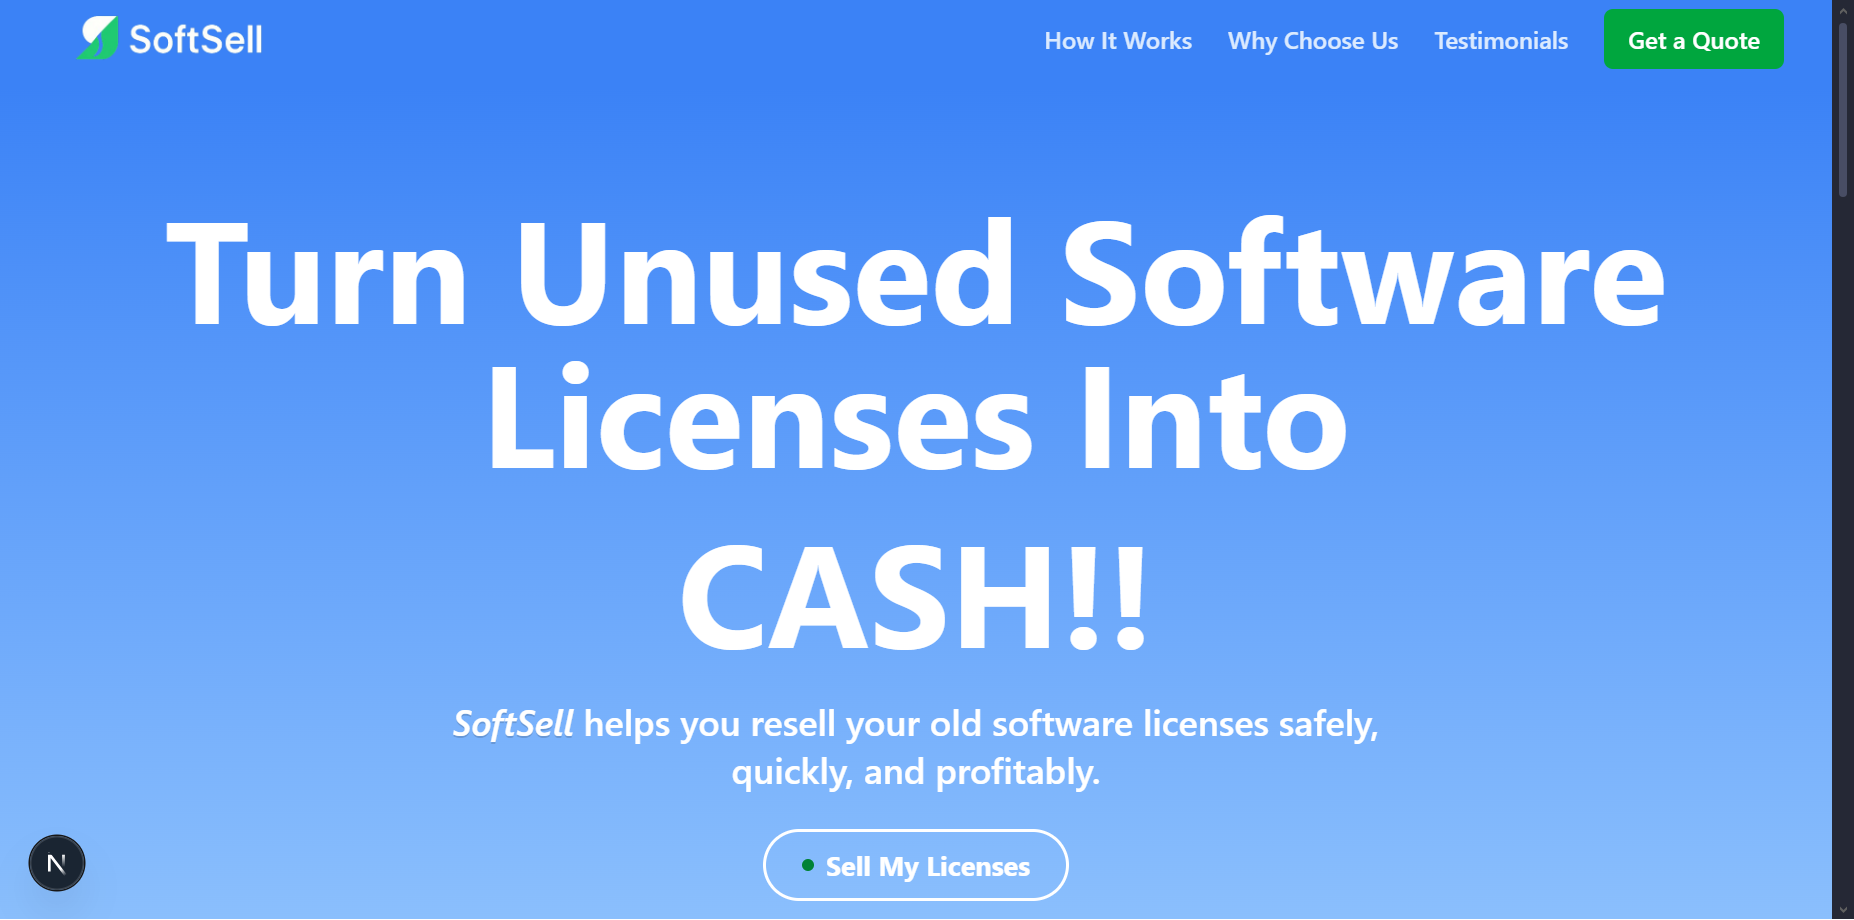 SoftSell
How It Works
Why Choose Us
Testimonials
Get a Quote
Turn Unused Software
Licenses Into
CASH!!
SoftSell helps you resell your old software licenses safely,
quickly, and profitably.
Sell My Licenses
N